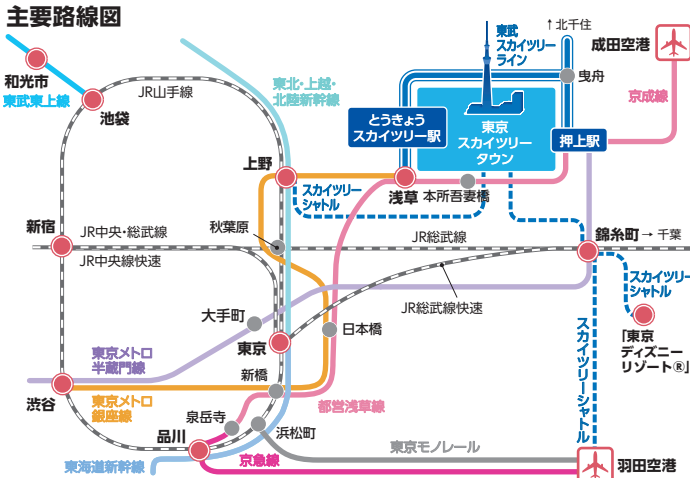 主要路線図
↑北千住
成田空港
東武
スカイツリー
ライン
和光市
東武東上線
池袋
JR山手線
東北・上越・
北陸新幹線
曳舟
京成線
とうきょう
スカイツリー駅
東京
スカイツリー
タウン
押上駅
上野
スカイツリー
シャトル
浅草
本所吾妻橋
新宿
JR中央・総武線
JR中央線快速
秋葉原
JR総武線
錦糸町→千葉
スカイツリー
シャトル
JR総武線快速
大手町
東京
日本橋
「東京
ディズニー
リゾート®」
スカイツリーシャトル
東京メトロ
半蔵門線
渋谷
東京メトロ
銀座線
新橋
都営浅草線
泉岳寺
品川
浜松町
東京モノレール
東海道新幹線
京急線
羽田空港